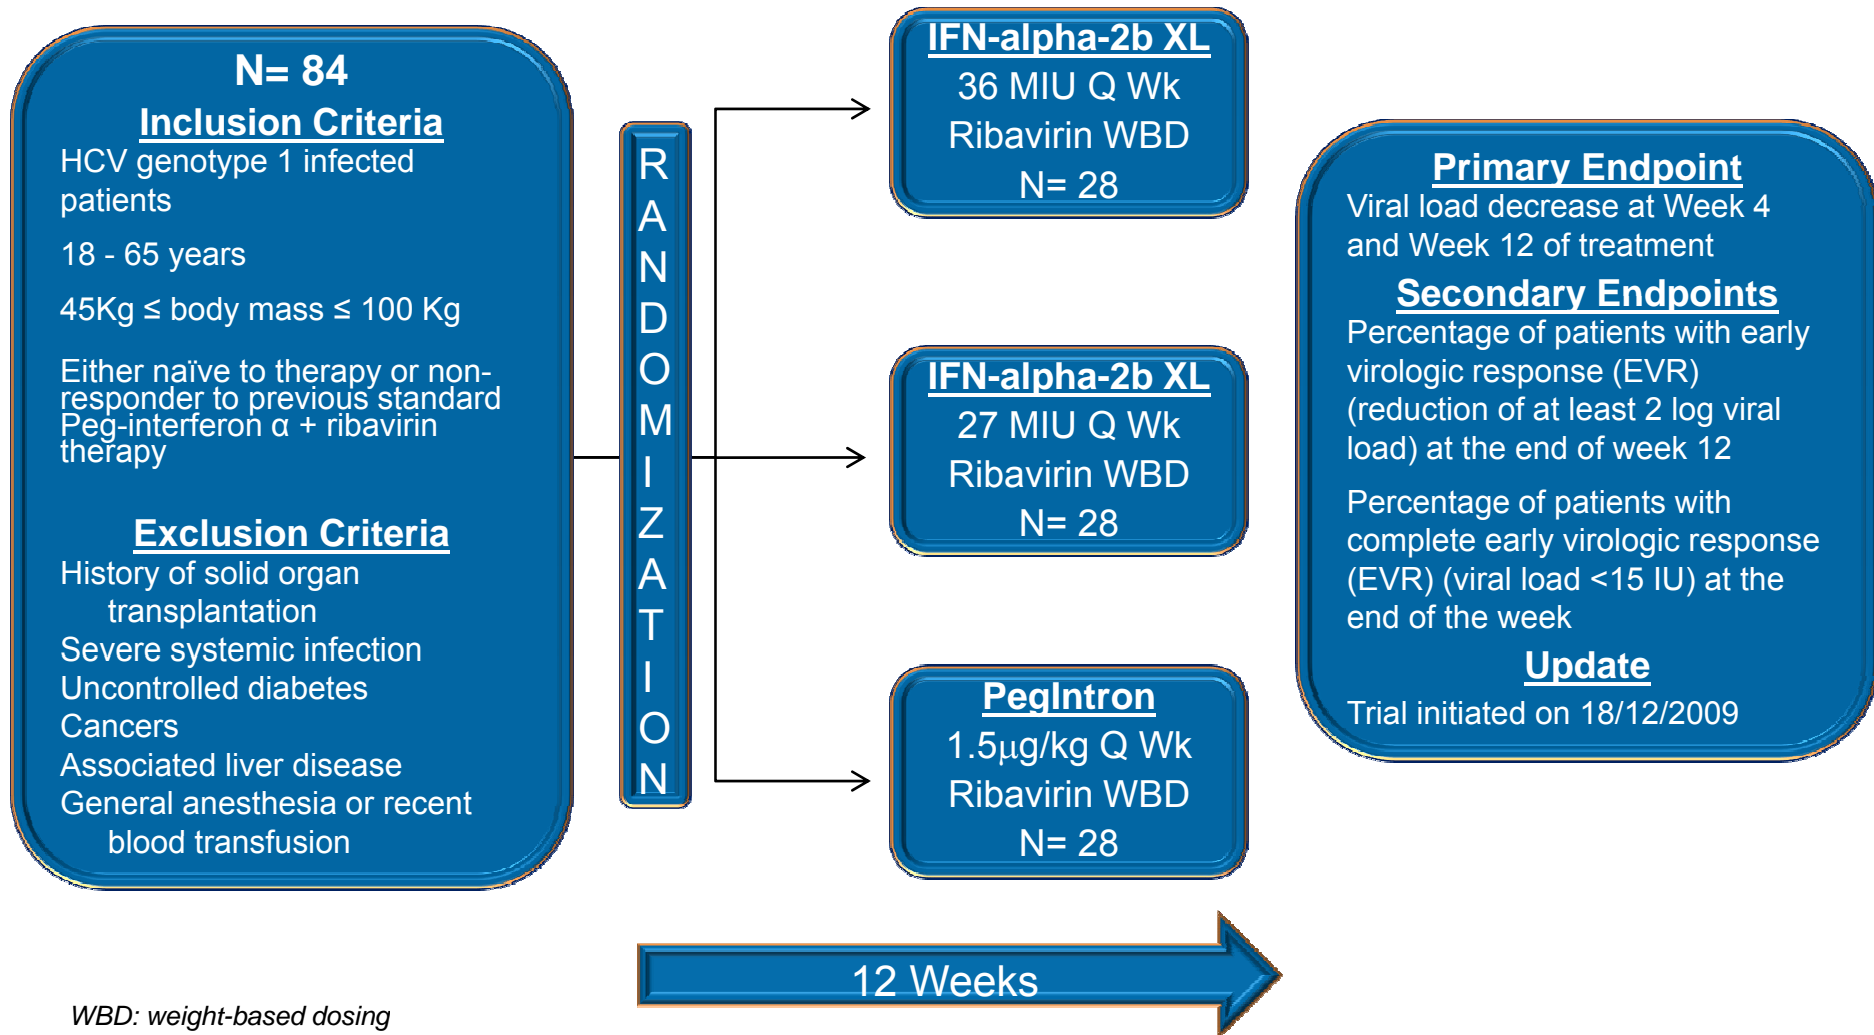 N= 84
Inclusion Criteria
HCV genotype 1 infected
patients
18 - 65 years
45Kg ≤ body mass ≤ 100 Kg
Either naïve to therapy or non-
responder to previous standard
Peg-interferon α + ribavirin
therapy
Exclusion Criteria
History of solid organ
transplantation
Severe systemic infection
Uncontrolled diabetes
Cancers
Associated liver disease
General anesthesia or recent
blood transfusion
RANDOMIZATION
IFN-alpha-2b XL
36 MIU Q Wk
Ribavirin WBD
N= 28
IFN-alpha-2b XL
27 MIU Q Wk
Ribavirin WBD
N= 28
PegIntron
1.5µg/kg Q Wk
Ribavirin WBD
N= 28
12 Weeks
Primary Endpoint
Viral load decrease at Week 4
and Week 12 of treatment
Secondary Endpoints
Percentage of patients with early
virologic response (EVR)
(reduction of at least 2 log viral
load) at the end of week 12
Percentage of patients with
complete early virologic response
(EVR) (viral load <15 IU) at the
end of the week
Update
Trial initiated on 18/12/2009
WBD: weight-based dosing